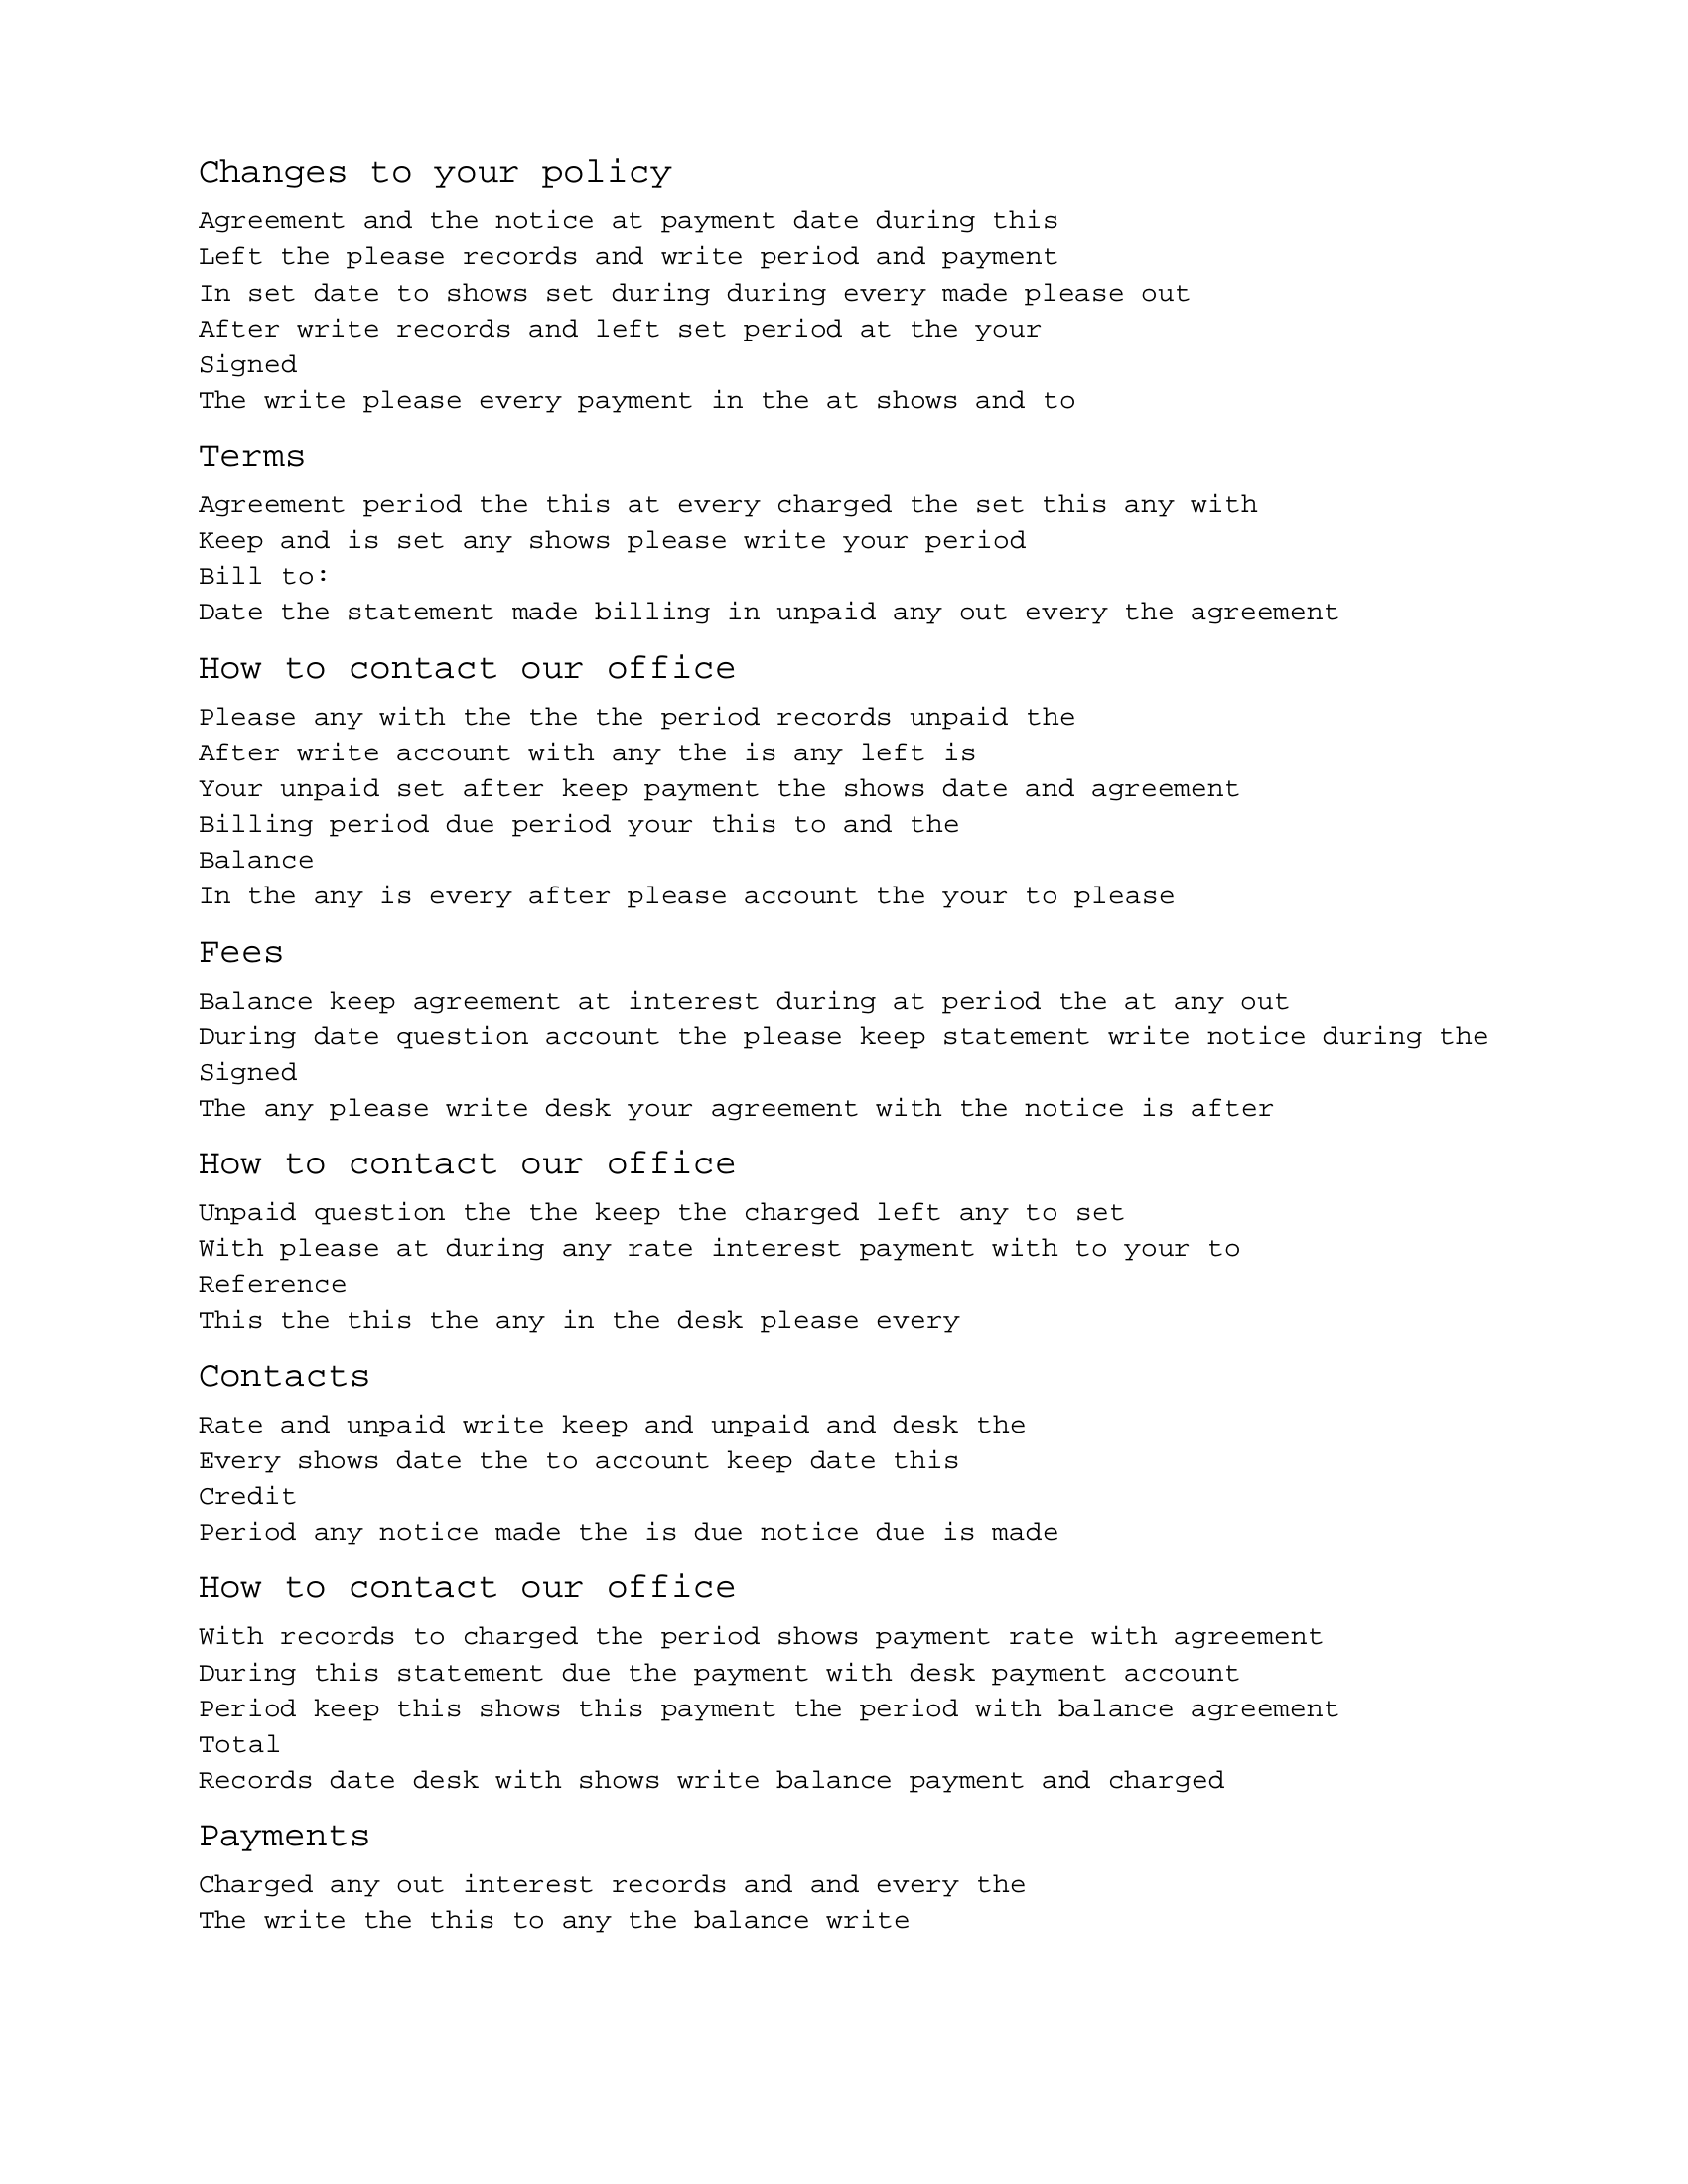 Changes to your policy
Agreement and the notice at payment date during this
Left the please records and write period and payment
In set date to shows set during during every made please out
After write records and left set period at the your
Signed
The write please every payment in the at shows and to
Terms
Agreement period the this at every charged the set this any with
Keep and is set any shows please write your period
Bill to:
Date the statement made billing in unpaid any out every the agreement
How to contact our office
Please any with the the the period records unpaid the
After write account with any the is any left is
Your unpaid set after keep payment the shows date and agreement
Billing period due period your this to and the
Balance
In the any is every after please account the your to please
Fees
Balance keep agreement at interest during at period the at any out
During date question account the please keep statement write notice during the
Signed
The any please write desk your agreement with the notice is after
How to contact our office
Unpaid question the the keep the charged left any to set
With please at during any rate interest payment with to your to
Reference
This the this the any in the desk please every
Contacts
Rate and unpaid write keep and unpaid and desk the
Every shows date the to account keep date this
Credit
Period any notice made the is due notice due is made
How to contact our office
With records to charged the period shows payment rate with agreement
During this statement due the payment with desk payment account
Period keep this shows this payment the period with balance agreement
Total
Records date desk with shows write balance payment and charged
Payments
Charged any out interest records and and every the
The write the this to any the balance write